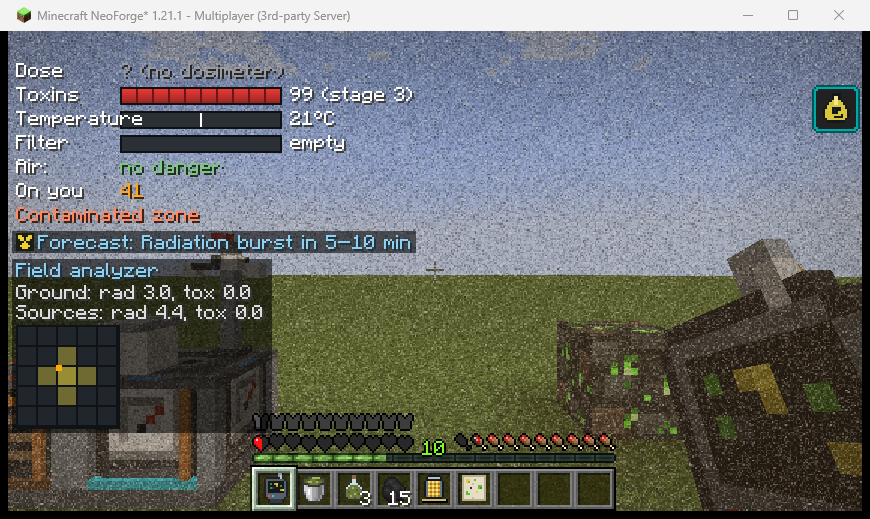 Minecraft NeoForge* 1.21.1 - Multiplayer (3rd-party Server)
Dose ? (no dosimeter)
Toxins 99 (stage 3)
Temperature 21°C
Filter empty
Air: no danger
On you 41
Contaminated zone
Forecast: Radiation burst in 5–10 min
Field analyzer
Ground: rad 3.0, tox 0.0
Sources: rad 4.4, tox 0.0
10
3 15